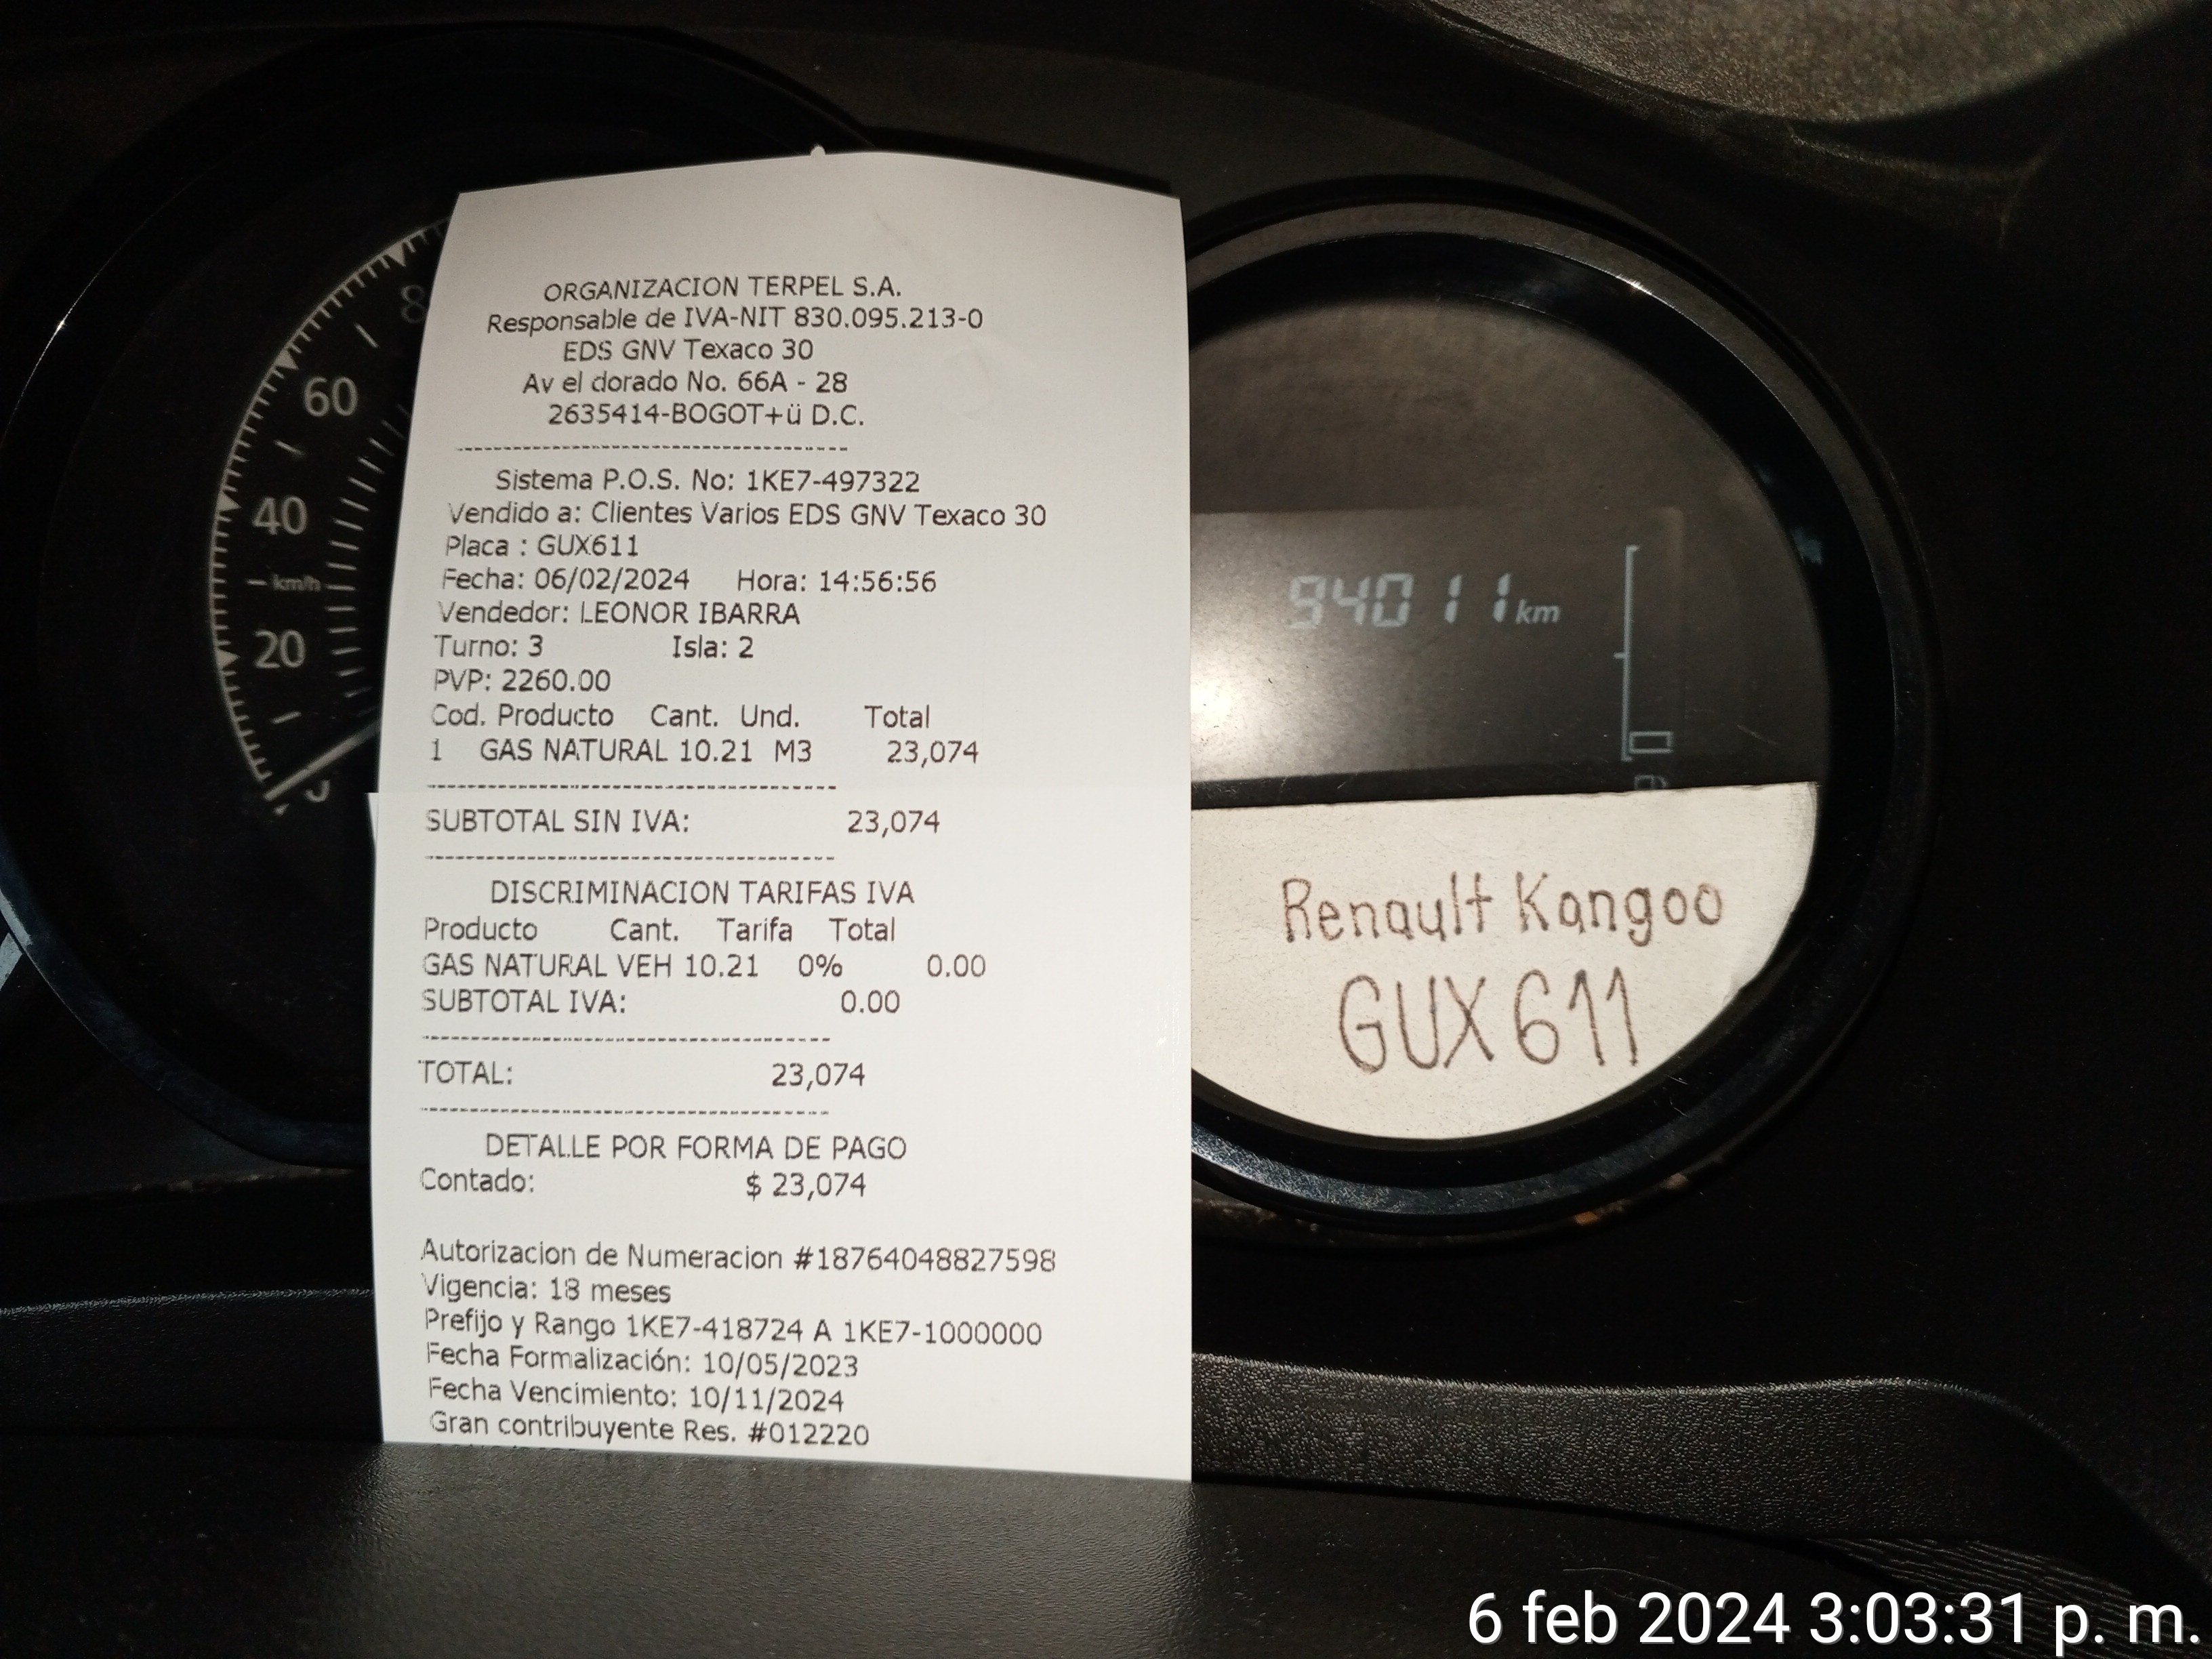 ORGANIZACION TERPEL S.A.
Responsable de IVA-NIT 830.095.213-0
EDS GNV Texaco 30
Av el dorado No. 66A - 28
2635414-BOGOT+ü D.C.
Sistema P.O.S. No: 1KE7-497322
Vendido a: Clientes Varios EDS GNV Texaco 30
Placa : GUX611
Fecha: 06/02/2024 Hora: 14:56:56
Vendedor: LEONOR IBARRA
Turno: 3 Isla: 2
PVP: 2260.00
Cod. Producto Cant. Und. Total
1 GAS NATURAL 10.21 M3 23,074
SUBTOTAL SIN IVA: 23,074
DISCRIMINACION TARIFAS IVA
Producto Cant. Tarifa Total
GAS NATURAL VEH 10.21 0% 0.00
SUBTOTAL IVA: 0.00
TOTAL: 23,074
DETALLE POR FORMA DE PAGO
Contado: $ 23,074
Autorizacion de Numeracion #18764048827598
Vigencia: 18 meses
Prefijo y Rango 1KE7-418724 A 1KE7-1000000
Fecha Formalización: 10/05/2023
Fecha Vencimiento: 10/11/2024
Gran contribuyente Res. #012220
60
40
km/h
20
94011 km
Renault Kangoo
GUX611
6 feb 2024 3:03:31 p. m.